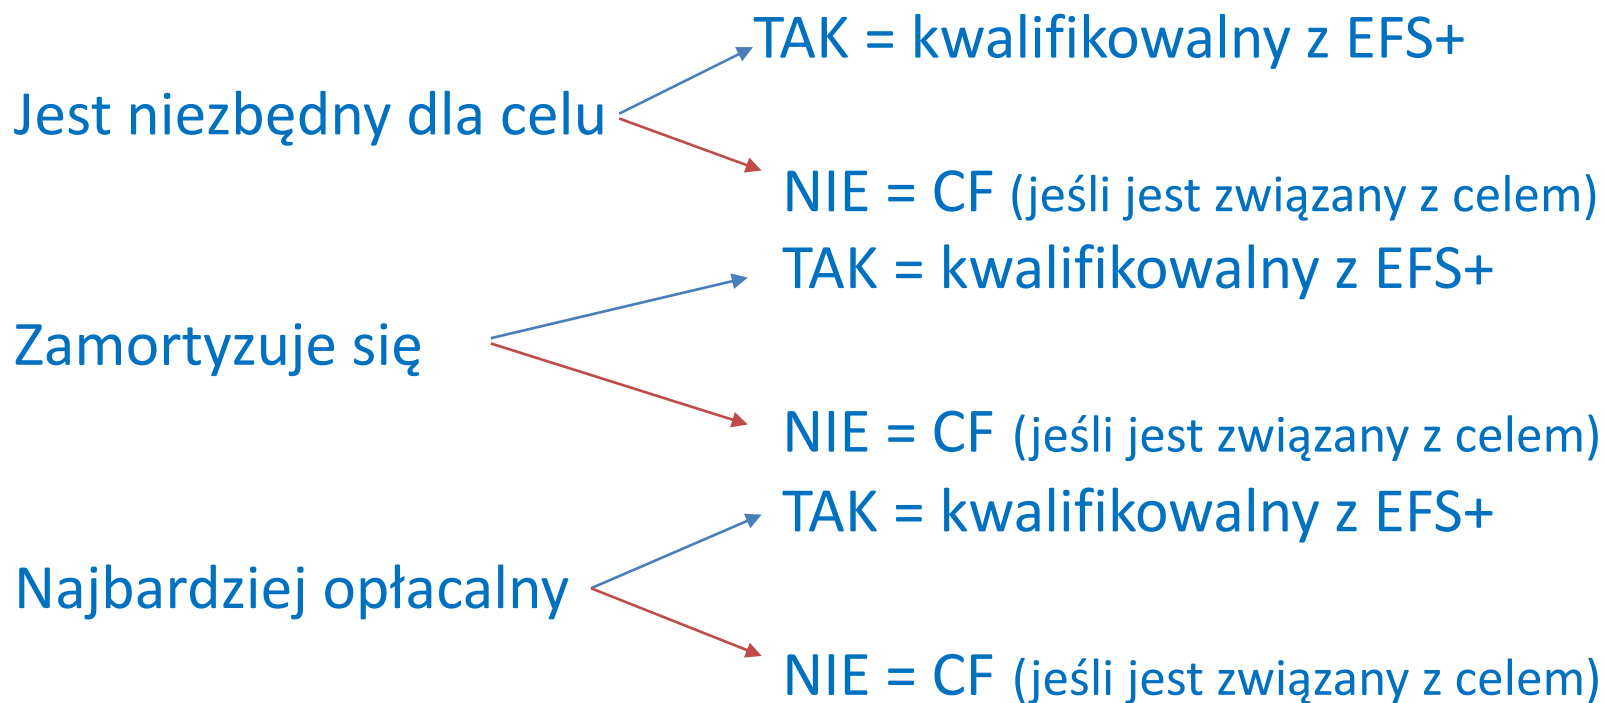 TAK = kwalifikowalny z EFS+
Jest niezbędny dla celu
NIE = CF (jeśli jest związany z celem)
TAK = kwalifikowalny z EFS+
Zamortyzuje się
NIE = CF (jeśli jest związany z celem)
TAK = kwalifikowalny z EFS+
Najbardziej opłacalny
NIE = CF (jeśli jest związany z celem)